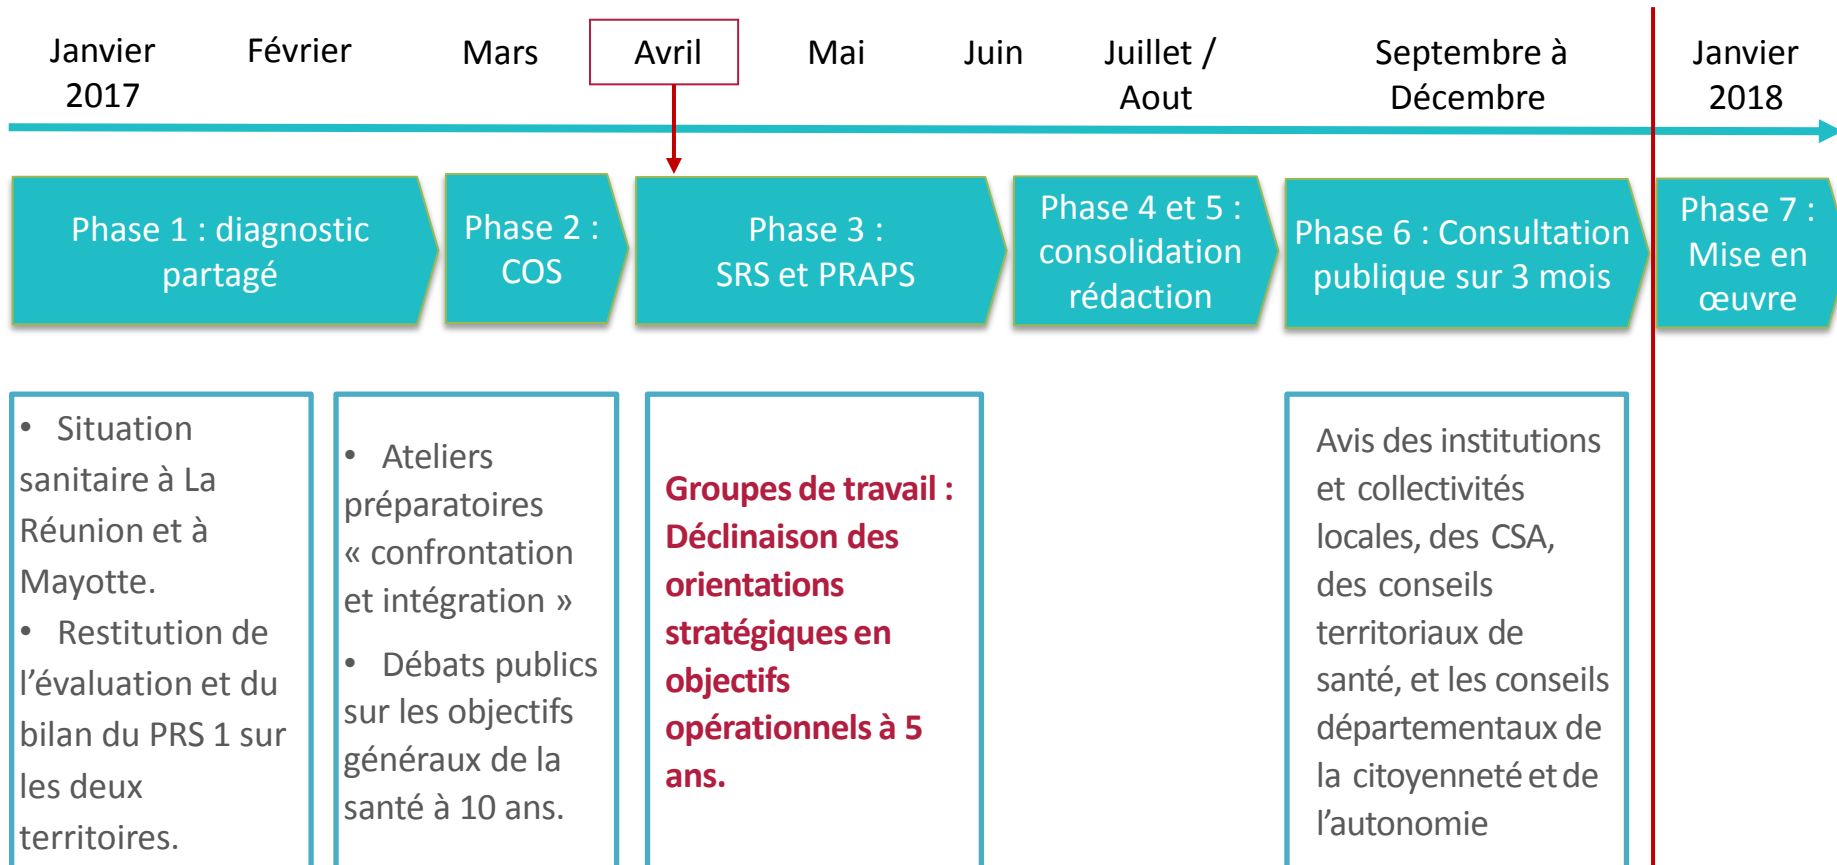 Janvier
2017
Février
Mars
Avril
Mai
Juin
Juillet /
Aout
Septembre à
Décembre
Janvier
2018
Phase 1 : diagnostic
partagé
Phase 2 :
COS
Phase 3 :
SRS et PRAPS
Phase 4 et 5 :
consolidation
rédaction
Phase 6 : Consultation
publique sur 3 mois
Phase 7 :
Mise en
œuvre
• Situation
sanitaire à La
Réunion et à
Mayotte.
• Restitution de
l’évaluation et du
bilan du PRS 1 sur
les deux
territoires.
• Ateliers
préparatoires
« confrontation
et intégration »
• Débats publics
sur les objectifs
généraux de la
santé à 10 ans.
Groupes de travail :
Déclinaison des
orientations
stratégiques en
objectifs
opérationnels à 5
ans.
Avis des institutions
et collectivités
locales, des CSA,
des conseils
territoriaux de
santé, et les conseils
départementaux de
la citoyenneté et de
l’autonomie